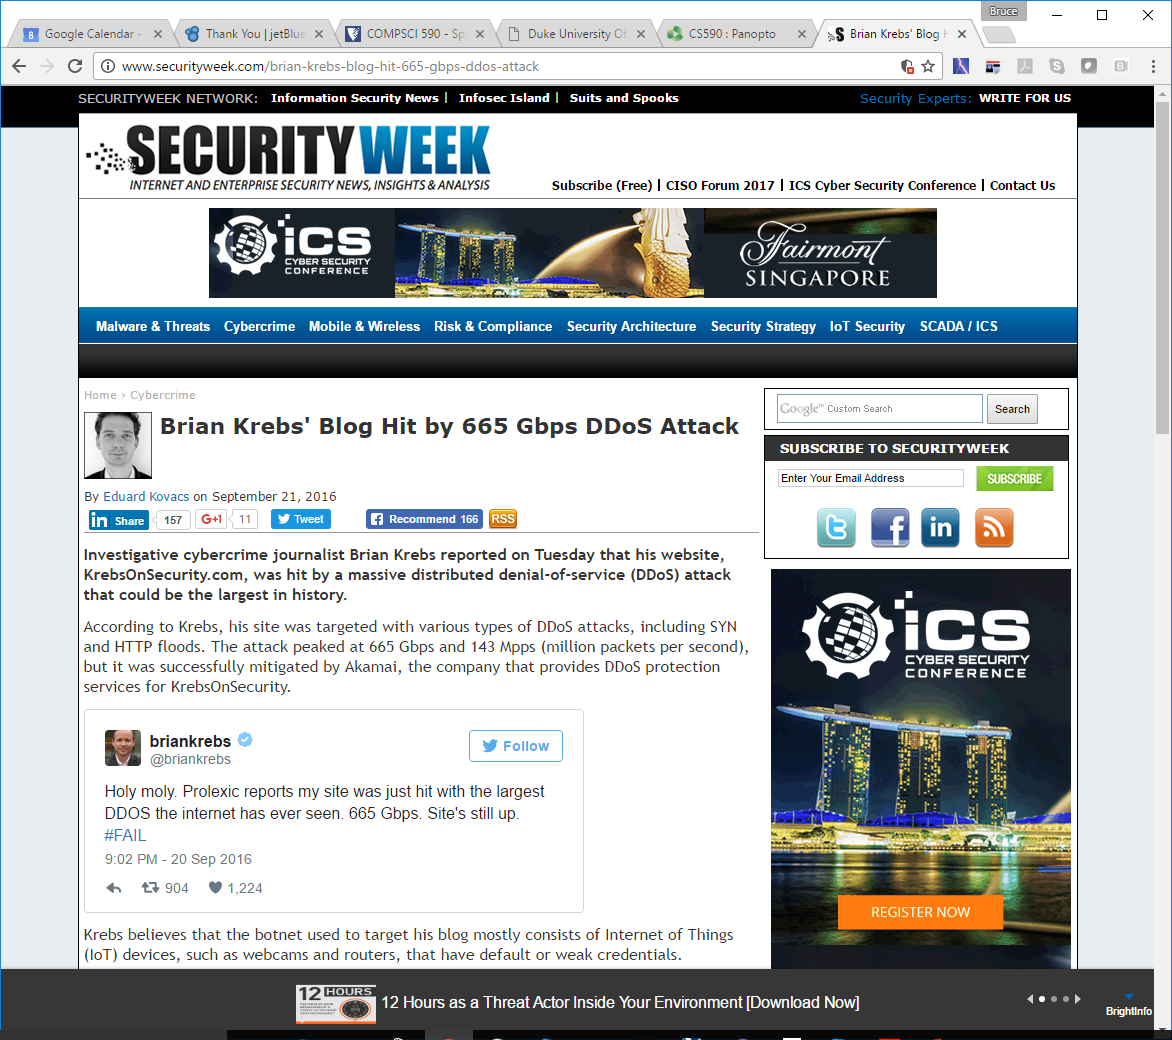 Bruce
Google Calendar -
Thank You | jetBlue
COMPSCI 590 - Sp
Duke University Of
CS590 : Panopto
Brian Krebs' Blog H
www.securityweek.com/brian-krebs-blog-hit-665-gbps-ddos-attack
SECURITYWEEK NETWORK: Information Security News | Infosec Island | Suits and Spooks
Security Experts: WRITE FOR US
SECURITYWEEK
INTERNET AND ENTERPRISE SECURITY NEWS, INSIGHTS & ANALYSIS
Subscribe (Free) | CISO Forum 2017 | ICS Cyber Security Conference | Contact Us
ICS
CYBER SECURITY
CONFERENCE
Fairmont
SINGAPORE
Malware & Threats Cybercrime Mobile & Wireless Risk & Compliance Security Architecture Security Strategy IoT Security SCADA / ICS
Home › Cybercrime
Brian Krebs' Blog Hit by 665 Gbps DDoS Attack
By Eduard Kovacs on September 21, 2016
in Share 157 G+1 11 Tweet Recommend 166 RSS
Investigative cybercrime journalist Brian Krebs reported on Tuesday that his website,
KrebsOnSecurity.com, was hit by a massive distributed denial-of-service (DDoS) attack
that could be the largest in history.
According to Krebs, his site was targeted with various types of DDoS attacks, including SYN
and HTTP floods. The attack peaked at 665 Gbps and 143 Mpps (million packets per second),
but it was successfully mitigated by Akamai, the company that provides DDoS protection
services for KrebsOnSecurity.
briankrebs
@briankrebs
Follow
Holy moly. Prolexic reports my site was just hit with the largest
DDOS the internet has ever seen. 665 Gbps. Site's still up.
#FAIL
9:02 PM - 20 Sep 2016
904 1,224
Krebs believes that the botnet used to target his blog mostly consists of Internet of Things
(IoT) devices, such as webcams and routers, that have default or weak credentials.
Google™ Custom Search
Search
SUBSCRIBE TO SECURITYWEEK
Enter Your Email Address
SUBSCRIBE
ICS
CYBER SECURITY
CONFERENCE
REGISTER NOW
12 HOURS
12 Hours as a Threat Actor Inside Your Environment [Download Now]
BrightInfo